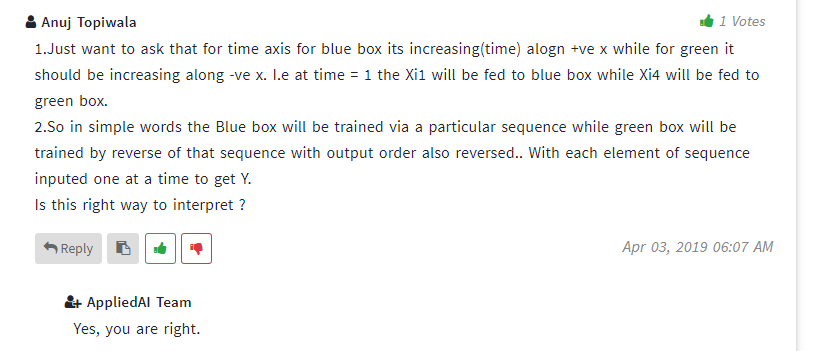 Anuj Topiwala
1 Votes
1.Just want to ask that for time axis for blue box its increasing(time) alogn +ve x while for green it
should be increasing along -ve x. I.e at time = 1 the Xi1 will be fed to blue box while Xi4 will be fed to
green box.
2.So in simple words the Blue box will be trained via a particular sequence while green box will be
trained by reverse of that sequence with output order also reversed.. With each element of sequence
inputed one at a time to get Y.
Is this right way to interpret ?
Reply
Apr 03, 2019 06:07 AM
AppliedAI Team
Yes, you are right.